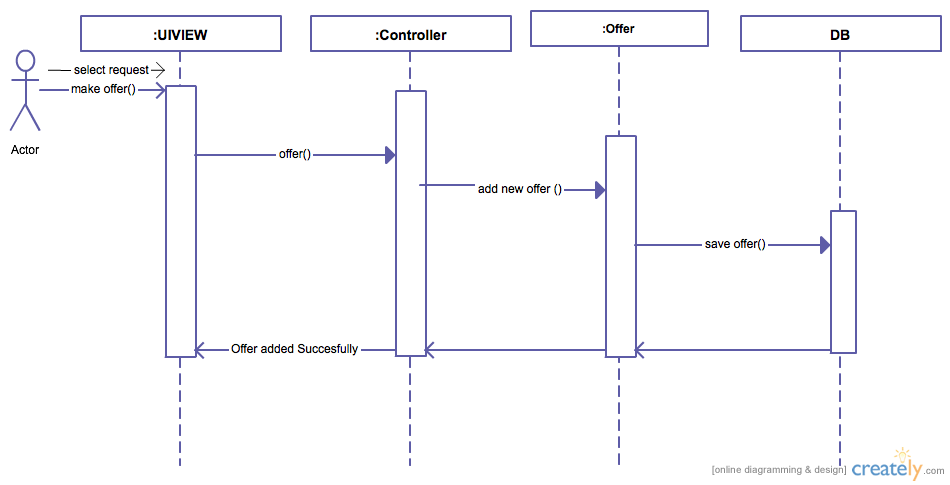 :UIVIEW
:Controller
:Offer
DB
select request
make offer()
Actor
offer()
add new offer ()
save offer()
Offer added Succesfully
[online diagramming & design] creately.com